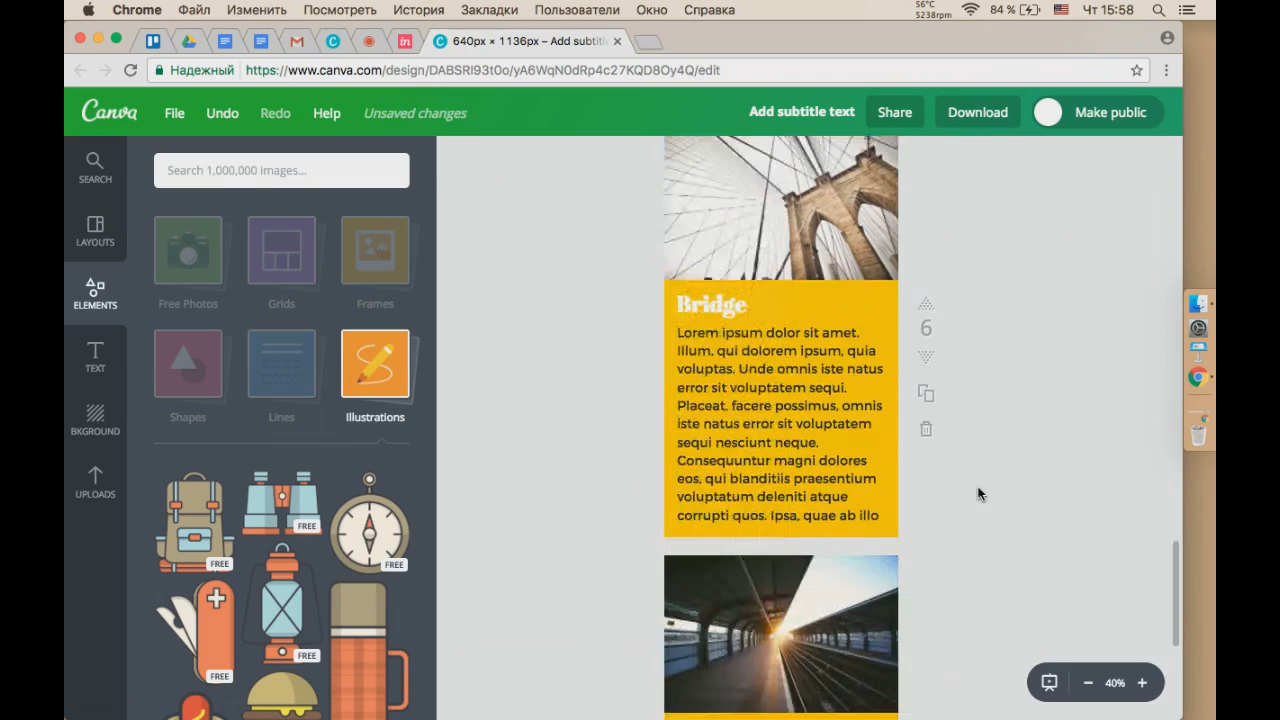 Chrome Файл Изменить Просмотреть История Закладки Пользователи Окно Справка 56°C 5238rpm 84 % Чт 15:58
640px × 1136px – Add subtitl
Надежный https://www.canva.com/design/DABSRl93t0o/yA6WqN0dRp4c27KQD8Oy4Q/edit
Canva File Undo Redo Help Unsaved changes Add subtitle text Share Download Make public
SEARCH
LAYOUTS
ELEMENTS
TEXT
BKGROUND
UPLOADS
Search 1,000,000 images...
Free Photos Grids Frames
Shapes Lines Illustrations
FREE
FREE
FREE
FREE
FREE
Bridge
Lorem ipsum dolor sit amet.
Illum, qui dolorem ipsum, quia
voluptas. Unde omnis iste natus
error sit voluptatem sequi.
Placeat, facere possimus, omnis
iste natus error sit voluptatem
sequi nesciunt neque.
Consequuntur magni dolores
eos, qui blanditiis praesentium
voluptatum deleniti atque
corrupti quos. Ipsa, quae ab illo
6
40%